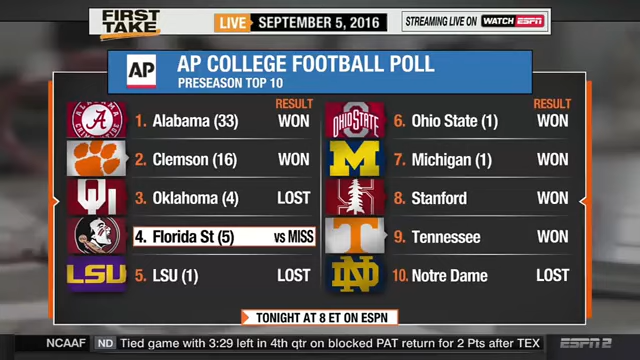 FIRST TAKE
LIVE SEPTEMBER 5, 2016
STREAMING LIVE ON WATCH ESPN
AP
AP COLLEGE FOOTBALL POLL
PRESEASON TOP 10
RESULT
1. Alabama (33) WON
2. Clemson (16) WON
3. Oklahoma (4) LOST
4. Florida St (5) vs MISS
LSU 5. LSU (1) LOST
RESULT
OHIO STATE 6. Ohio State (1) WON
7. Michigan (1) WON
8. Stanford WON
9. Tennessee WON
10. Notre Dame LOST
TONIGHT AT 8 ET ON ESPN
NCAAF ND Tied game with 3:29 left in 4th qtr on blocked PAT return for 2 Pts after TEX
ESPN2